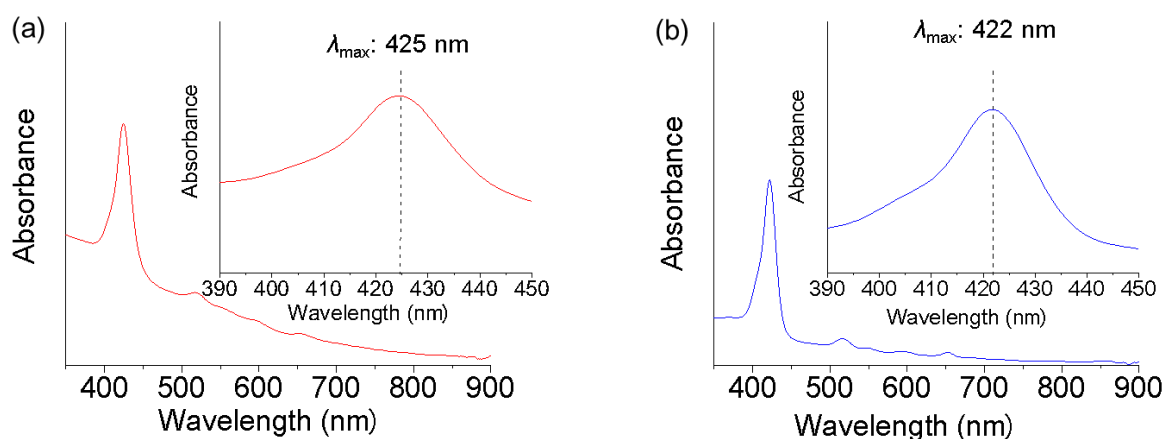 (a)
λmax: 425 nm
Absorbance
Absorbance
390 400 410 420 430 440 450
Wavelength (nm)
400 500 600 700 800 900
Wavelength (nm)
(b)
λmax: 422 nm
Absorbance
Absorbance
390 400 410 420 430 440 450
Wavelength (nm)
400 500 600 700 800 900
Wavelength (nm)